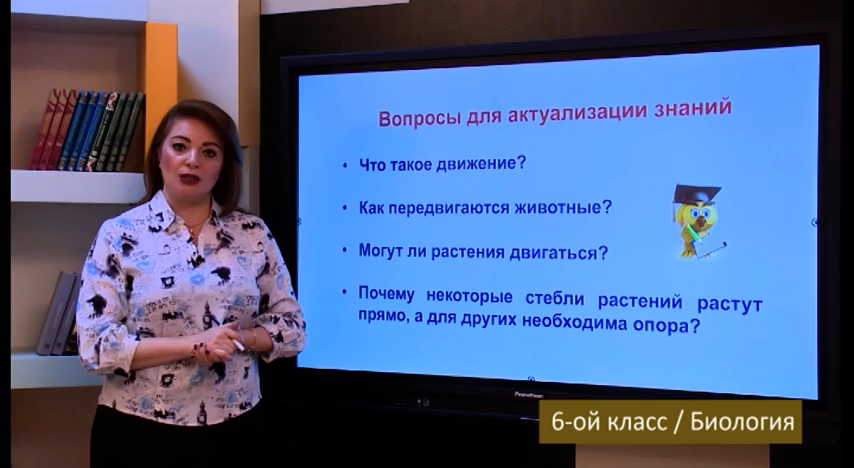 Вопросы для актуализации знаний
• Что такое движение?
• Как передвигаются животные?
• Могут ли растения двигаться?
• Почему некоторые стебли растений растут
прямо, а для других необходима опора?
Promethean
6-ой класс / Биология